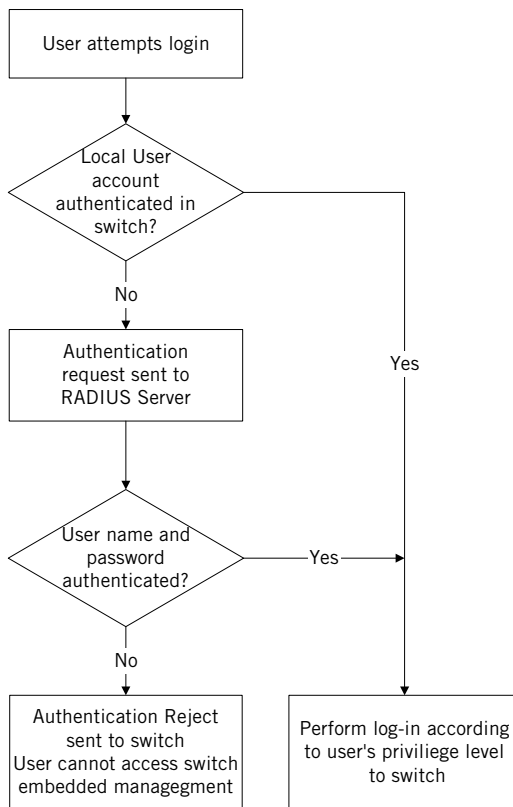 User attempts login
Local User
account
authenticated in
switch?
No
Yes
Authentication
request sent to
RADIUS Server
User name and
password
authenticated?
Yes
No
Authentication Reject
sent to switch
User cannot access switch
embedded managegment
Perform log-in according
to user's priviliege level
to switch